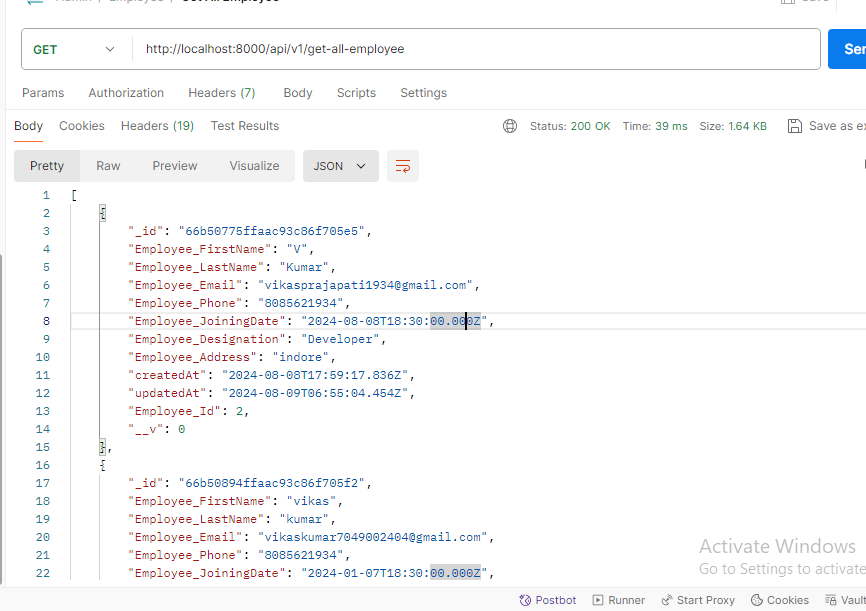 GET http://localhost:8000/api/v1/get-all-employee
Params Authorization Headers (7) Body Scripts Settings
Body Cookies Headers (19) Test Results Status: 200 OK Time: 39 ms Size: 1.64 KB Save as
Pretty Raw Preview Visualize JSON
1 [
2 {
3 "_id": "66b50775ffaac93c86f705e5",
4 "Employee_FirstName": "V",
5 "Employee_LastName": "Kumar",
6 "Employee_Email": "vikasprajapati1934@gmail.com",
7 "Employee_Phone": "8085621934",
8 "Employee_JoiningDate": "2024-08-08T18:30:00.000Z",
9 "Employee_Designation": "Developer",
10 "Employee_Address": "indore",
11 "createdAt": "2024-08-08T17:59:17.836Z",
12 "updatedAt": "2024-08-09T06:55:04.454Z",
13 "Employee_Id": 2,
14 "__v": 0
15 },
16 {
17 "_id": "66b50894ffaac93c86f705f2",
18 "Employee_FirstName": "vikas",
19 "Employee_LastName": "kumar",
20 "Employee_Email": "vikaskumar7049002404@gmail.com",
21 "Employee_Phone": "8085621934",
22 "Employee_JoiningDate": "2024-01-07T18:30:00.000Z",
Activate Windows
Go to Settings to activate
Postbot Runner Start Proxy Cookies Vault